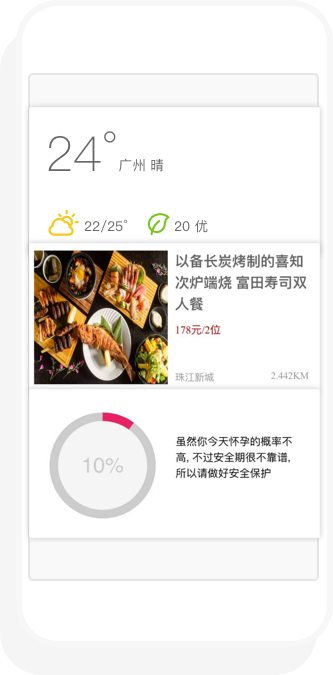 24°广州 晴
22/25° 20 优
以备长炭烤制的喜知
次炉端烧 富田寿司双
人餐
178元/2位
珠江新城 2.442KM
10%
虽然你今天怀孕的概率不
高, 不过安全期很不靠谱,
所以请做好安全保护